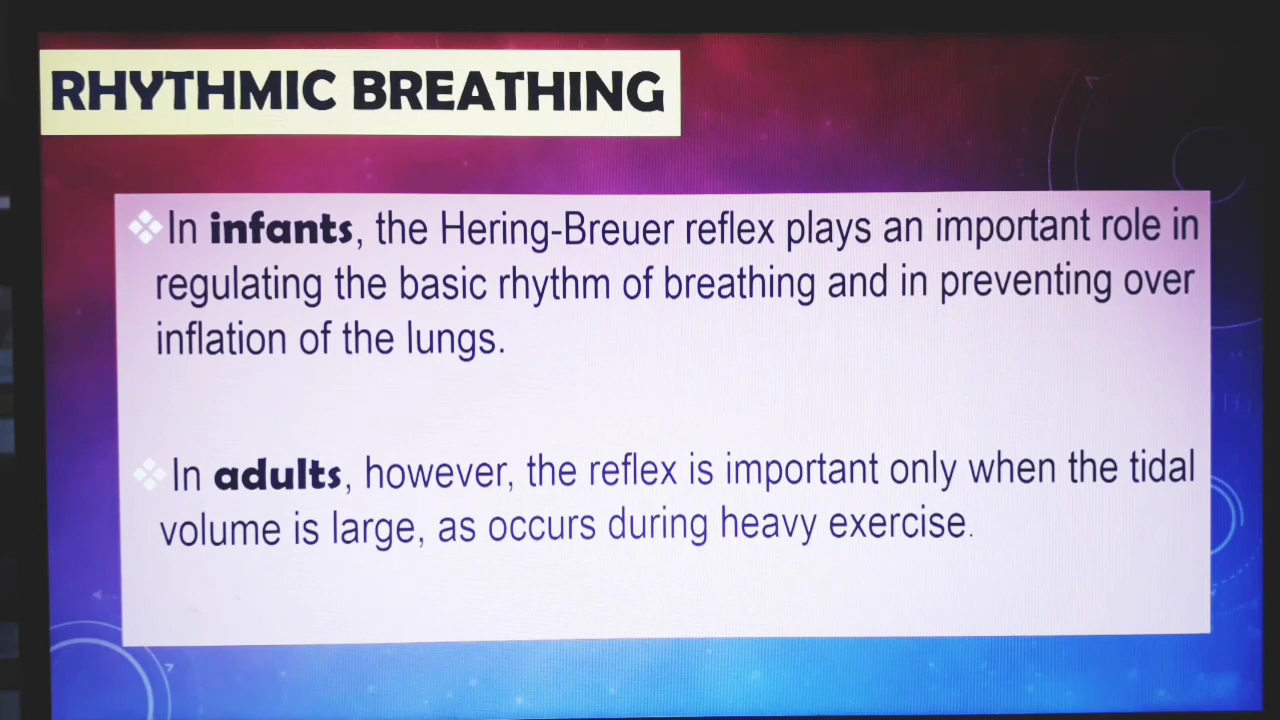 RHYTHMIC BREATHING
In infants, the Hering-Breuer reflex plays an important role in
regulating the basic rhythm of breathing and in preventing over
inflation of the lungs.
In adults, however, the reflex is important only when the tidal
volume is large, as occurs during heavy exercise.